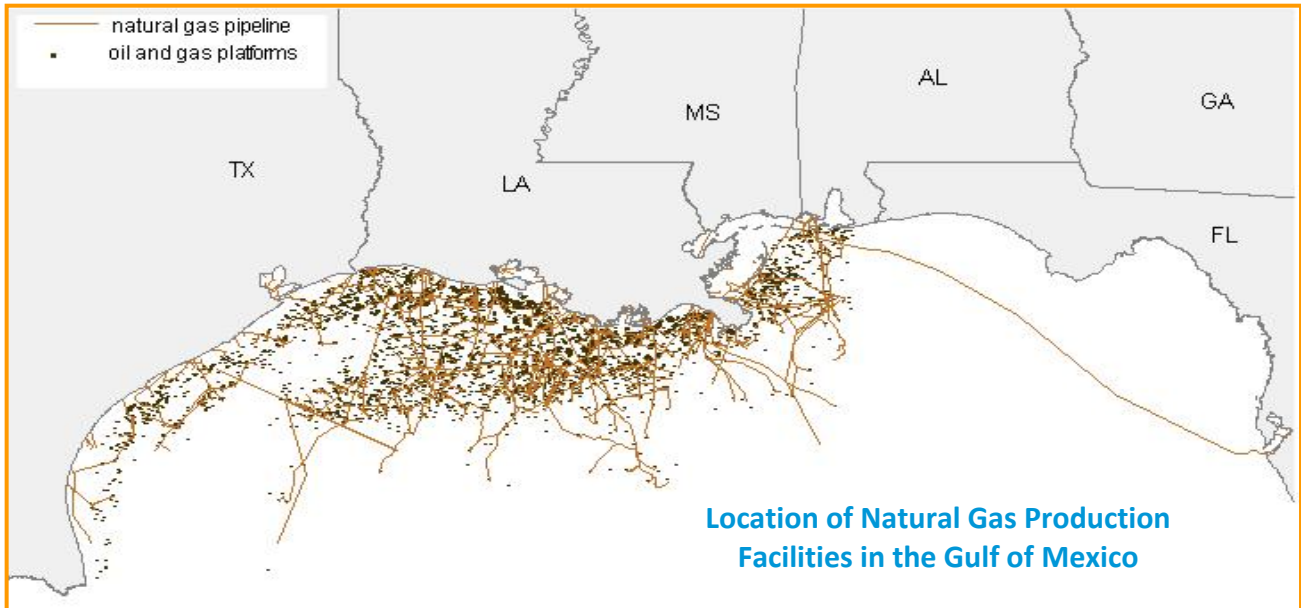 natural gas pipeline
oil and gas platforms
AL
GA
MS
TX
LA
FL
Location of Natural Gas Production
Facilities in the Gulf of Mexico